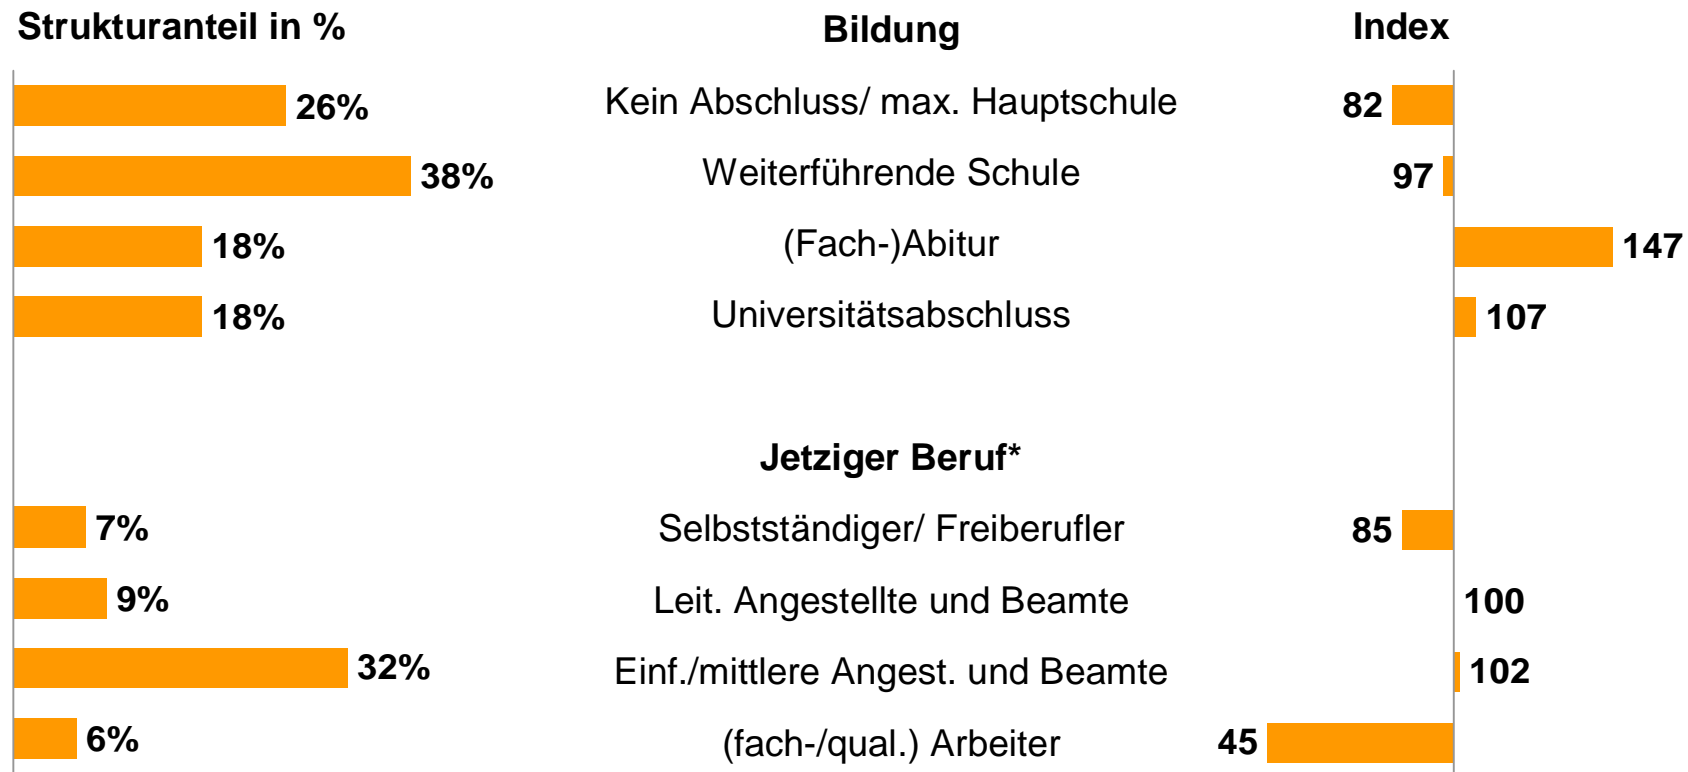 Strukturanteil in % Bildung Index
26% Kein Abschluss/ max. Hauptschule 82
38% Weiterführende Schule 97
18% (Fach-)Abitur 147
18% Universitätsabschluss 107
Jetziger Beruf*
7% Selbstständiger/ Freiberufler 85
9% Leit. Angestellte und Beamte 100
32% Einf./mittlere Angest. und Beamte 102
6% (fach-/qual.) Arbeiter 45